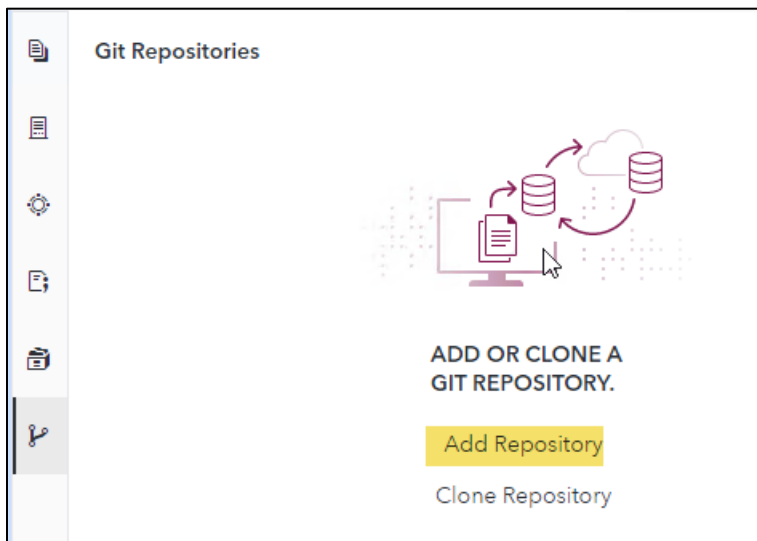 Git Repositories
ADD OR CLONE A
GIT REPOSITORY.
Add Repository
Clone Repository